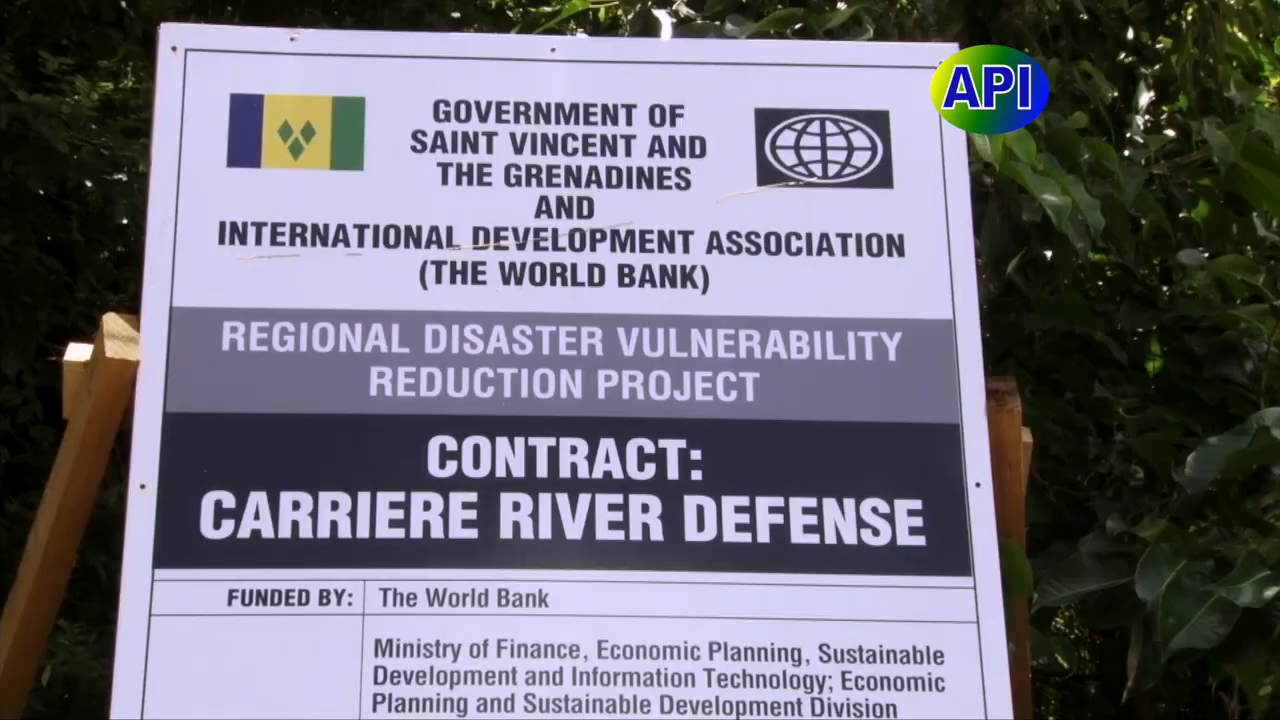 API
GOVERNMENT OF
SAINT VINCENT AND
THE GRENADINES
AND
INTERNATIONAL DEVELOPMENT ASSOCIATION
(THE WORLD BANK)
REGIONAL DISASTER VULNERABILITY
REDUCTION PROJECT
CONTRACT:
CARRIERE RIVER DEFENSE
FUNDED BY: The World Bank
Ministry of Finance, Economic Planning, Sustainable
Development and Information Technology; Economic
Planning and Sustainable Development Division